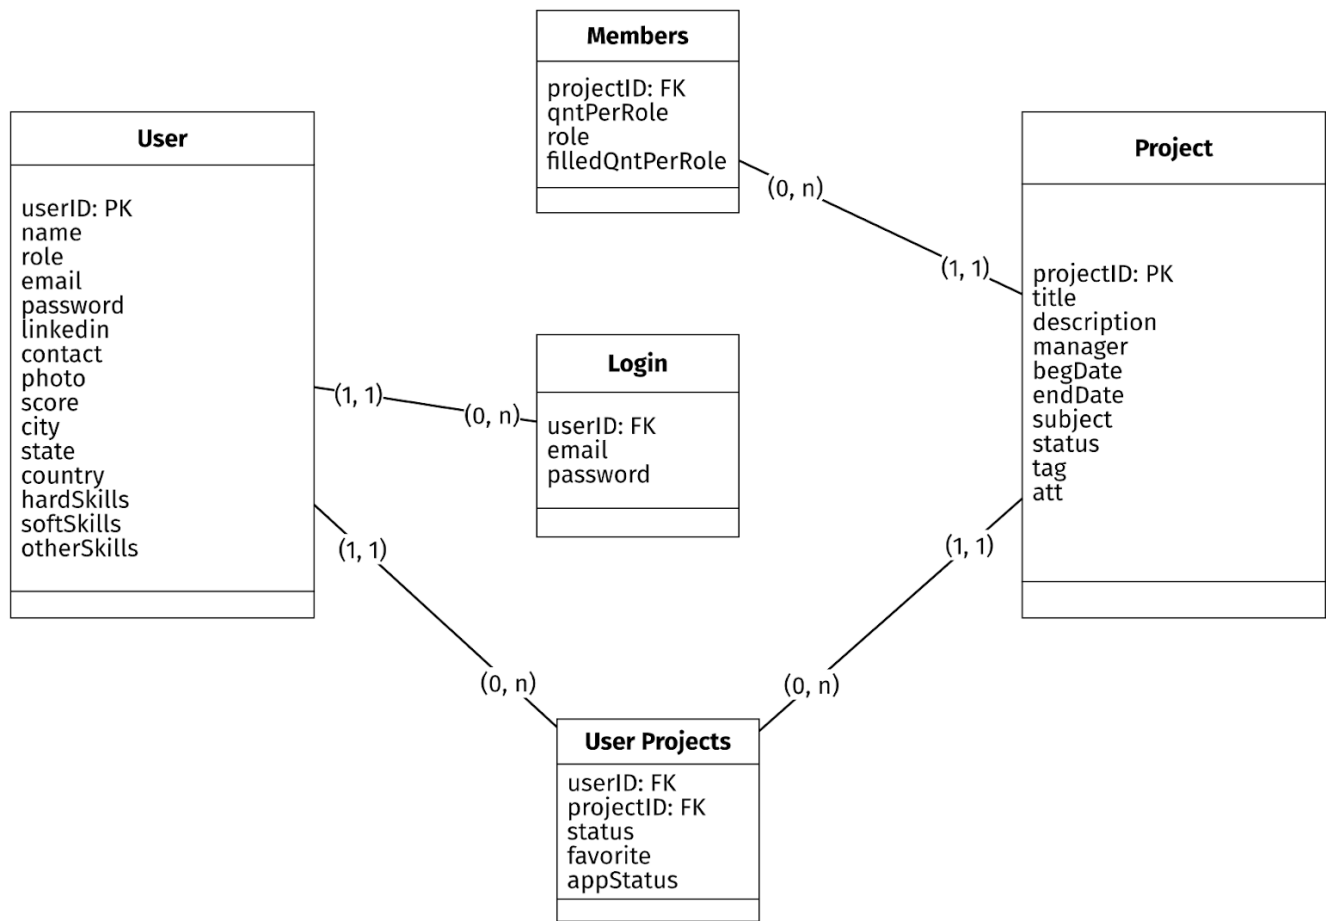 Members
projectID: FK
qntPerRole
role
filledQntPerRole
User
userID: PK
name
role
email
password
linkedin
contact
photo
score
city
state
country
hardSkills
softSkills
otherSkills
Project
projectID: PK
title
description
manager
begDate
endDate
subject
status
tag
att
(0, n)
(1, 1)
Login
userID: FK
email
password
(1, 1)
(0, n)
(1, 1)
(0, n)
(1, 1)
(0, n)
User Projects
userID: FK
projectID: FK
status
favorite
appStatus